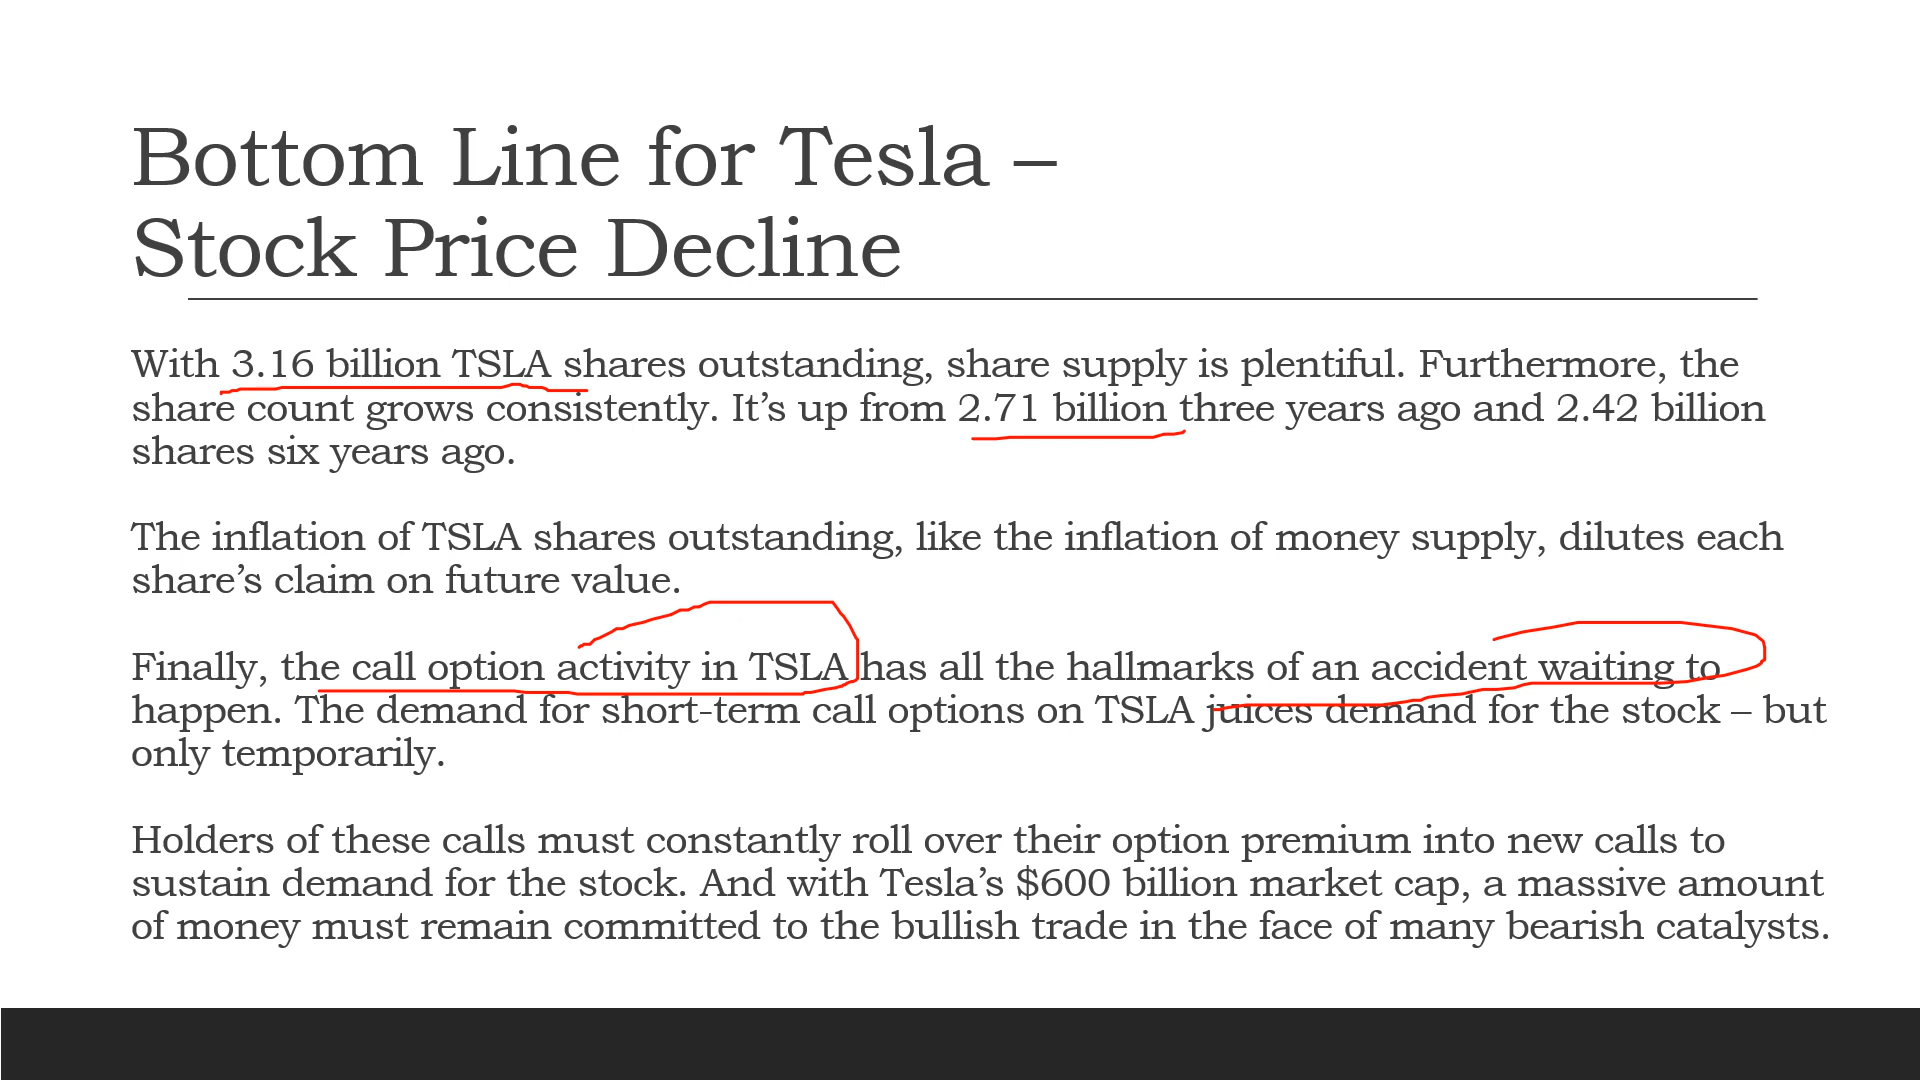 Bottom Line for Tesla –
Stock Price Decline
With 3.16 billion TSLA shares outstanding, share supply is plentiful. Furthermore, the
share count grows consistently. It’s up from 2.71 billion three years ago and 2.42 billion
shares six years ago.
The inflation of TSLA shares outstanding, like the inflation of money supply, dilutes each
share’s claim on future value.
Finally, the call option activity in TSLA has all the hallmarks of an accident waiting to
happen. The demand for short-term call options on TSLA juices demand for the stock – but
only temporarily.
Holders of these calls must constantly roll over their option premium into new calls to
sustain demand for the stock. And with Tesla’s $600 billion market cap, a massive amount
of money must remain committed to the bullish trade in the face of many bearish catalysts.